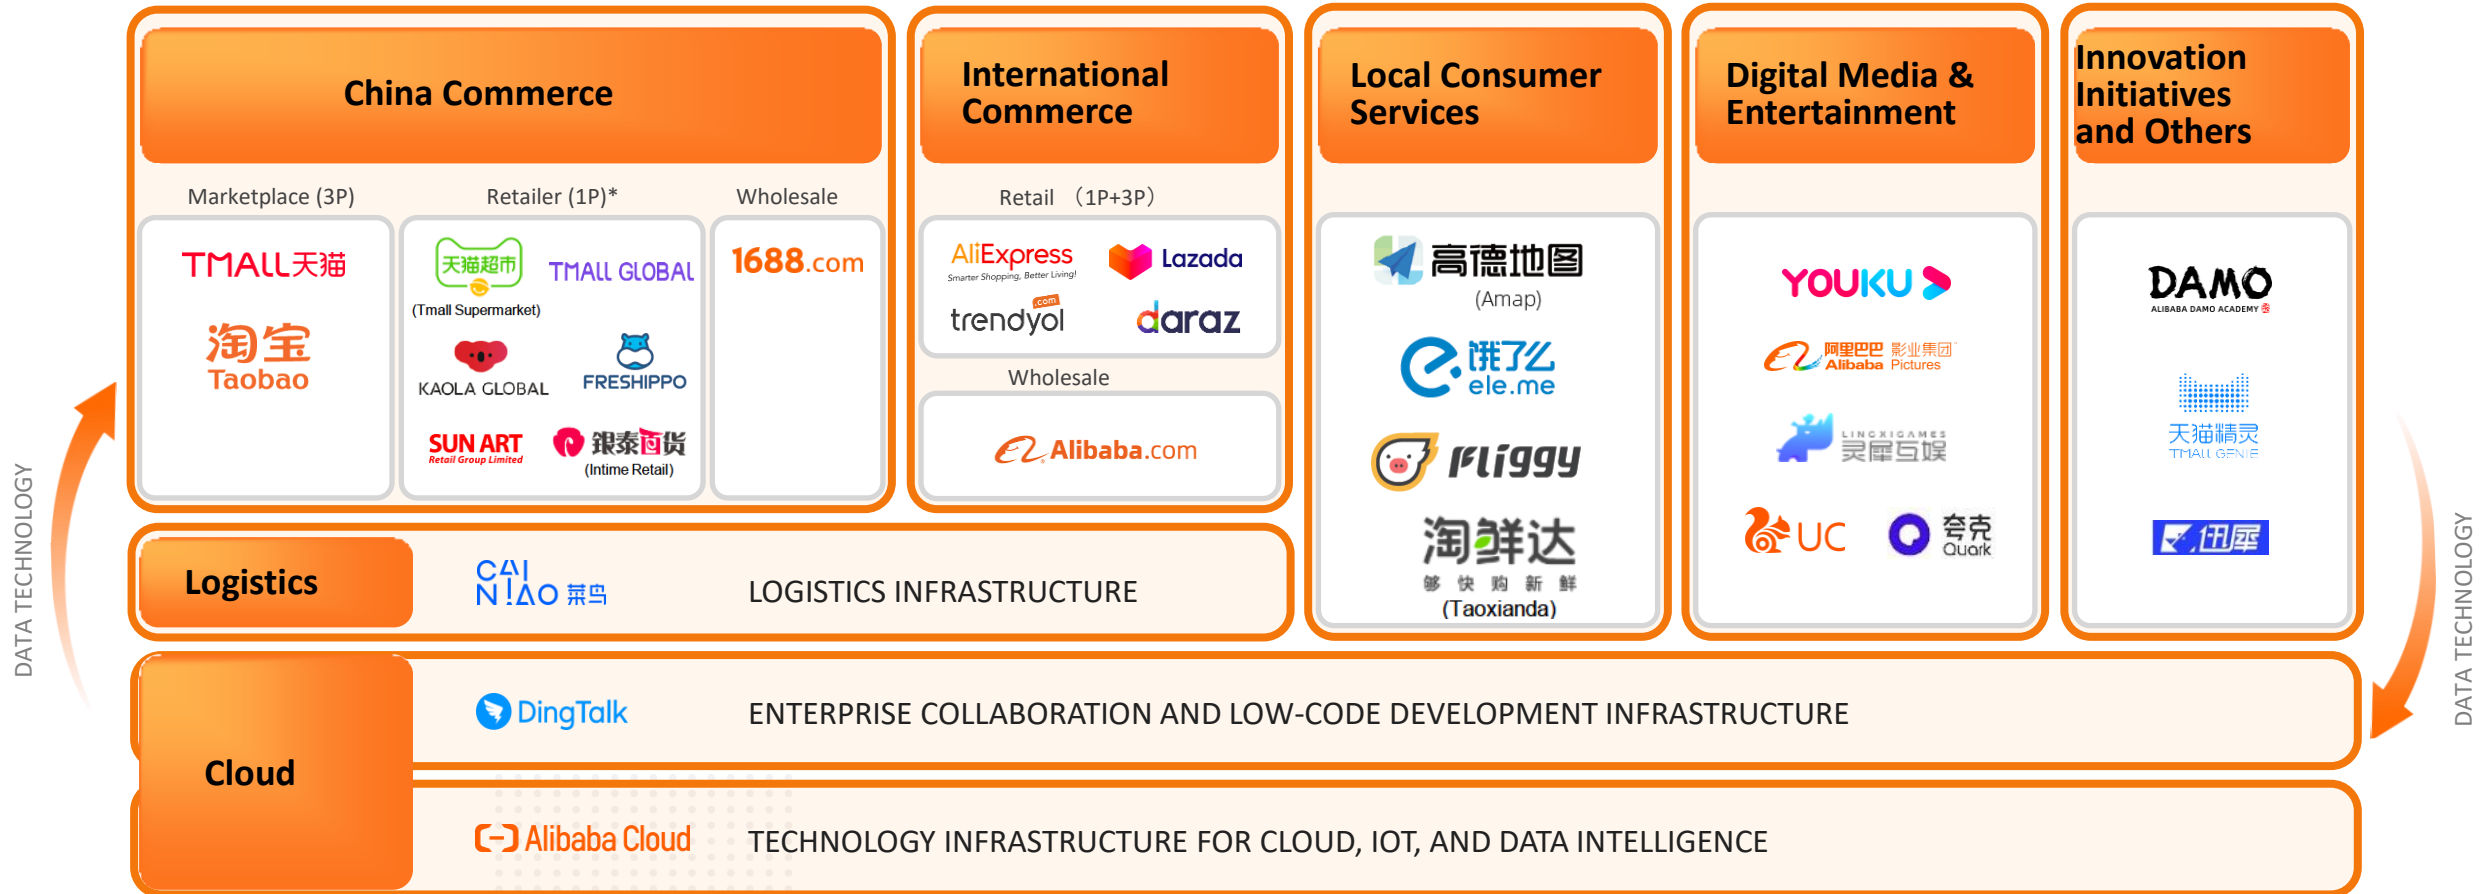 China Commerce
Marketplace (3P)
Retailer (1P)*
Wholesale
TMALL天猫
淘宝
Taobao
天猫超市
(Tmall Supermarket)
TMALL GLOBAL
KAOLA GLOBAL
FRESHIPPO
SUN ART
Retail Group Limited
銀泰百货
(Intime Retail)
1688.com
International
Commerce
Retail （1P+3P）
AliExpress
Smarter Shopping, Better Living!
Lazada
trendyol
.com
daraz
Wholesale
Alibaba.com
Local Consumer
Services
高德地图
(Amap)
饿了么
ele.me
Fliggy
淘鲜达
够快购新鲜
(Taoxianda)
Digital Media &
Entertainment
YOUKU
阿里巴巴 影业集团
Alibaba Pictures
LINGXIGAMES
灵犀互娱
UC
夸克
Quark
Innovation
Initiatives
and Others
DAMO
ALIBABA DAMO ACADEMY
天猫精灵
TMALL GENIE
迅犀
Logistics
CAI
NIAO 菜鸟
LOGISTICS INFRASTRUCTURE
Cloud
DingTalk
ENTERPRISE COLLABORATION AND LOW-CODE DEVELOPMENT INFRASTRUCTURE
Alibaba Cloud
TECHNOLOGY INFRASTRUCTURE FOR CLOUD, IOT, AND DATA INTELLIGENCE
DATA TECHNOLOGY
DATA TECHNOLOGY